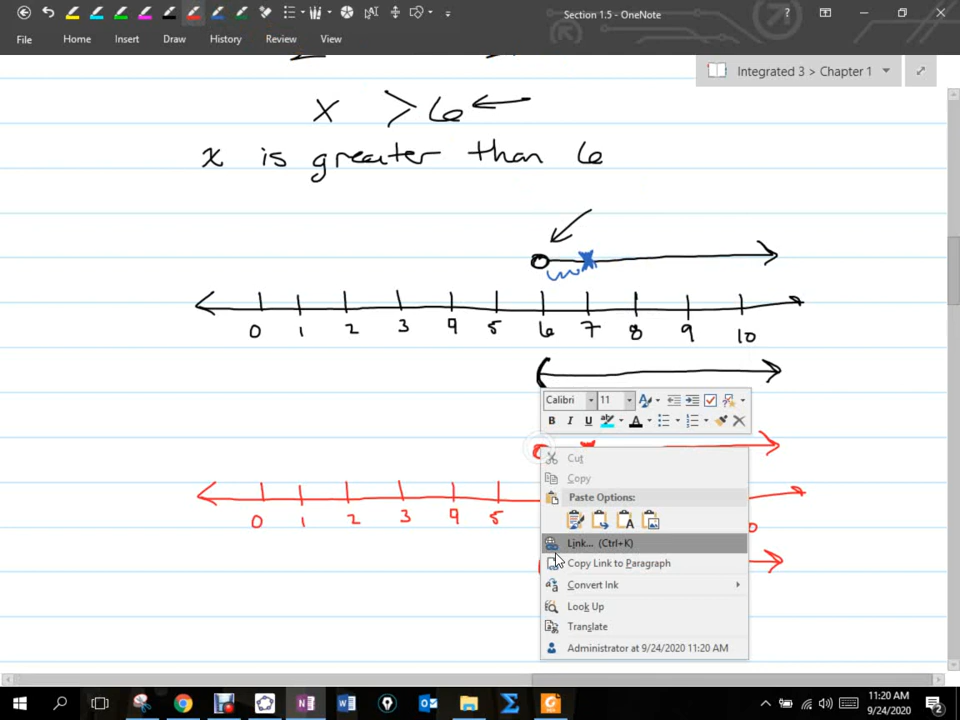 Section 1.5 - OneNote
?
File
Home
Insert
Draw
History
Review
View
Integrated 3 > Chapter 1
x > 6
x is greater than 6
0 1 2 3 4 5 6 7 8 9 10
Calibri
11
B I U A
Cut
Copy
Paste Options:
A
Link... (Ctrl+K)
Copy Link to Paragraph
Convert Ink
Look Up
Translate
Administrator at 9/24/2020 11:20 AM
0 1 2 3 4 5
0
11:20 AM
9/24/2020
2